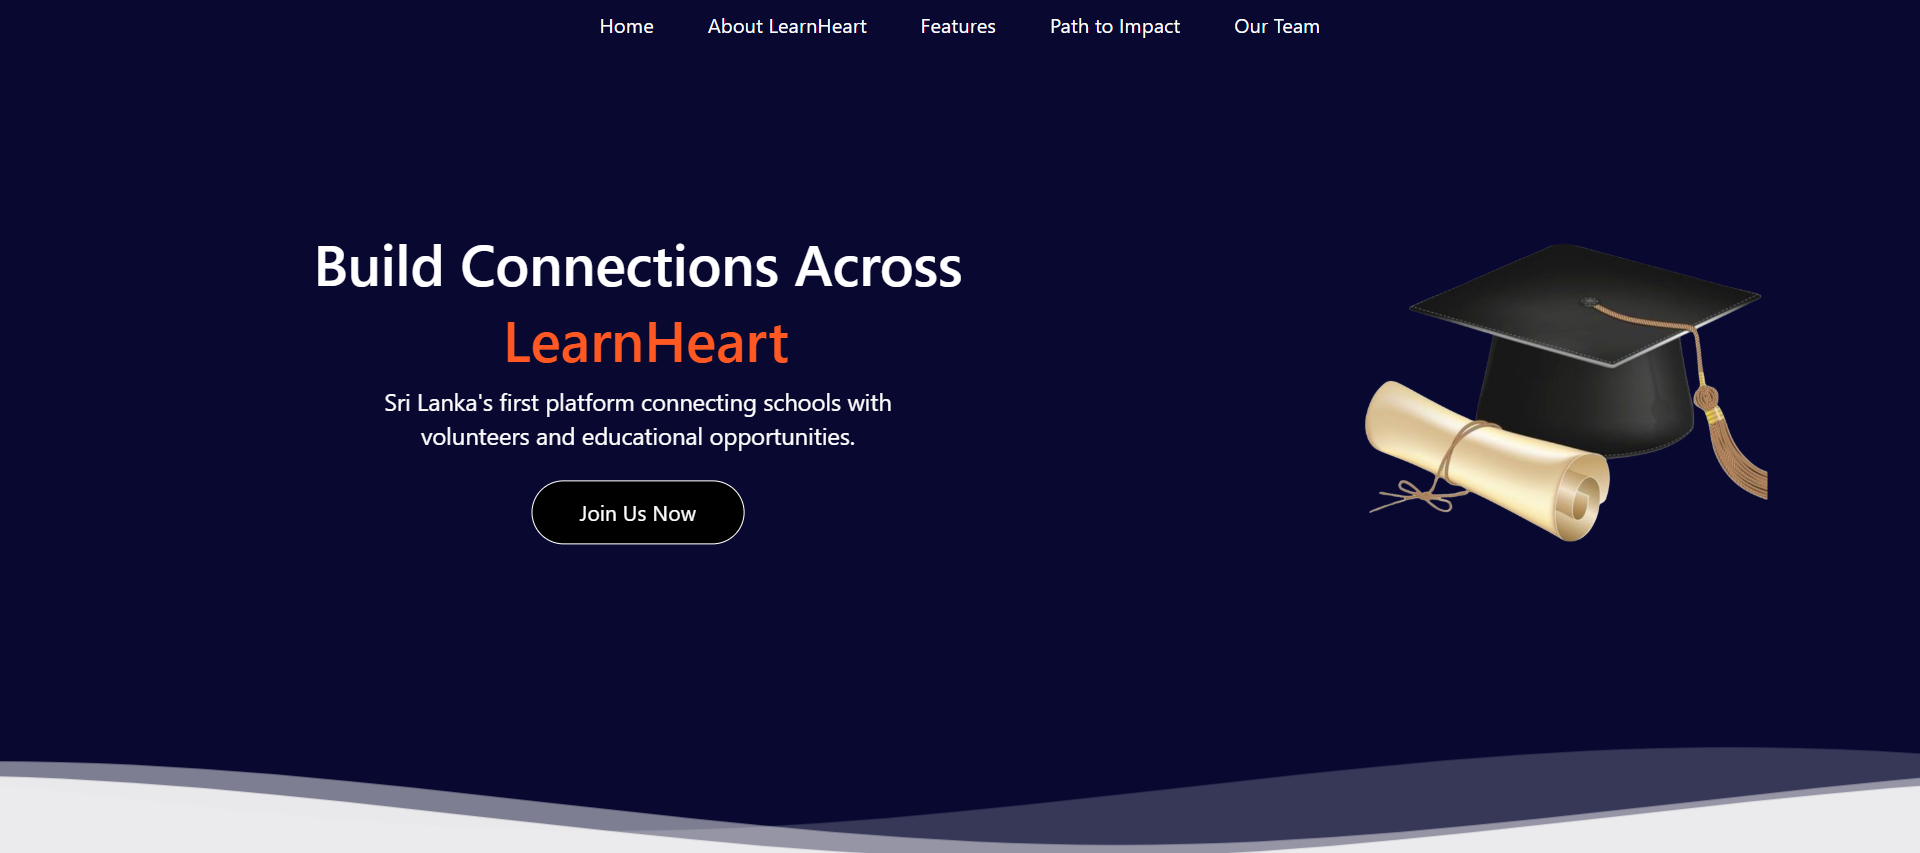 Home About LearnHeart Features Path to Impact Our Team
Build Connections Across
LearnHeart
Sri Lanka's first platform connecting schools with
volunteers and educational opportunities.
Join Us Now